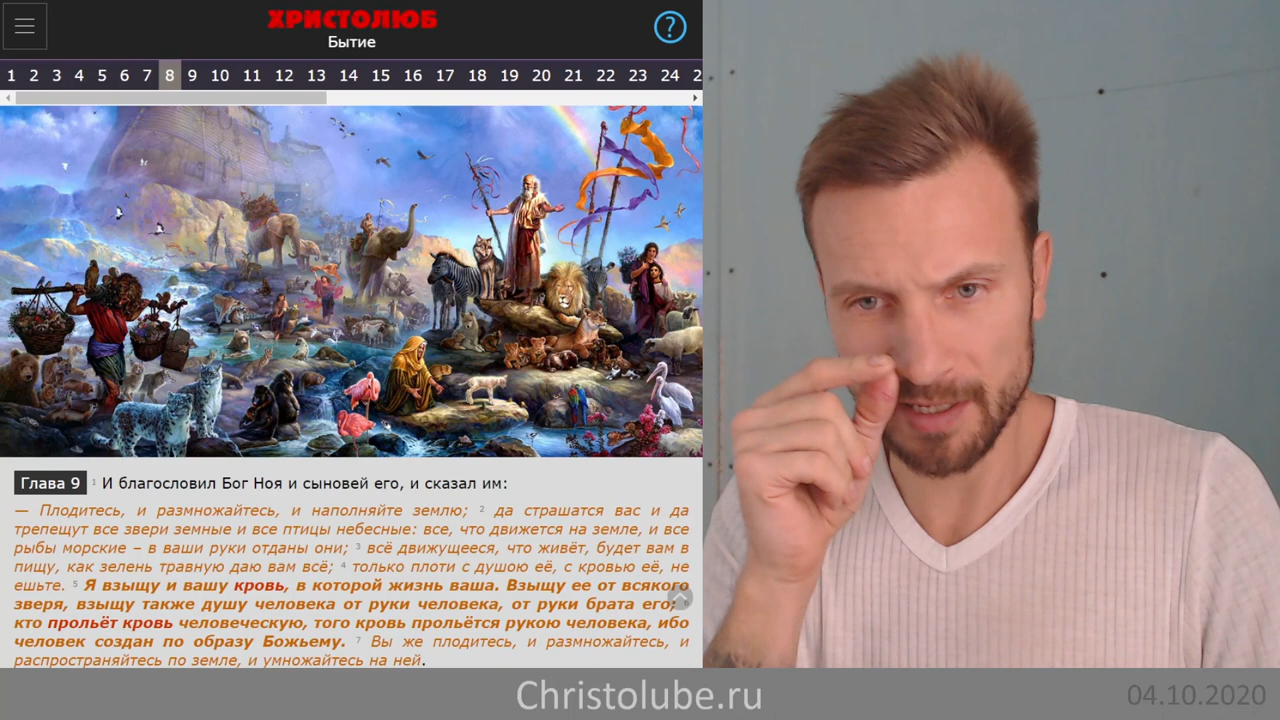 ХРИСТОЛЮБ
?
Бытие
1 2 3 4 5 6 7 8 9 10 11 12 13 14 15 16 17 18 19 20 21 22 23 24 2
Глава 9 1 И благословил Бог Ноя и сыновей его, и сказал им:
— Плодитесь, и размножайтесь, и наполняйте землю; 2 да страшатся вас и да
трепещут все звери земные и все птицы небесные: все, что движется на земле, и все
рыбы морские – в ваши руки отданы они; 3 всё движущееся, что живёт, будет вам в
пищу, как зелень травную даю вам всё; 4 только плоти с душою её, с кровью её, не
ешьте. 5 Я взыщу и вашу кровь, в которой жизнь ваша. Взыщу ее от всякого
зверя, взыщу также душу человека от руки человека, от руки брата его;
кто прольёт кровь человеческую, того кровь прольётся рукою человека, ибо
человек создан по образу Божьему. 7 Вы же плодитесь, и размножайтесь, и
распространяйтесь по земле, и умножайтесь на ней.
Christolube.ru
04.10.2020